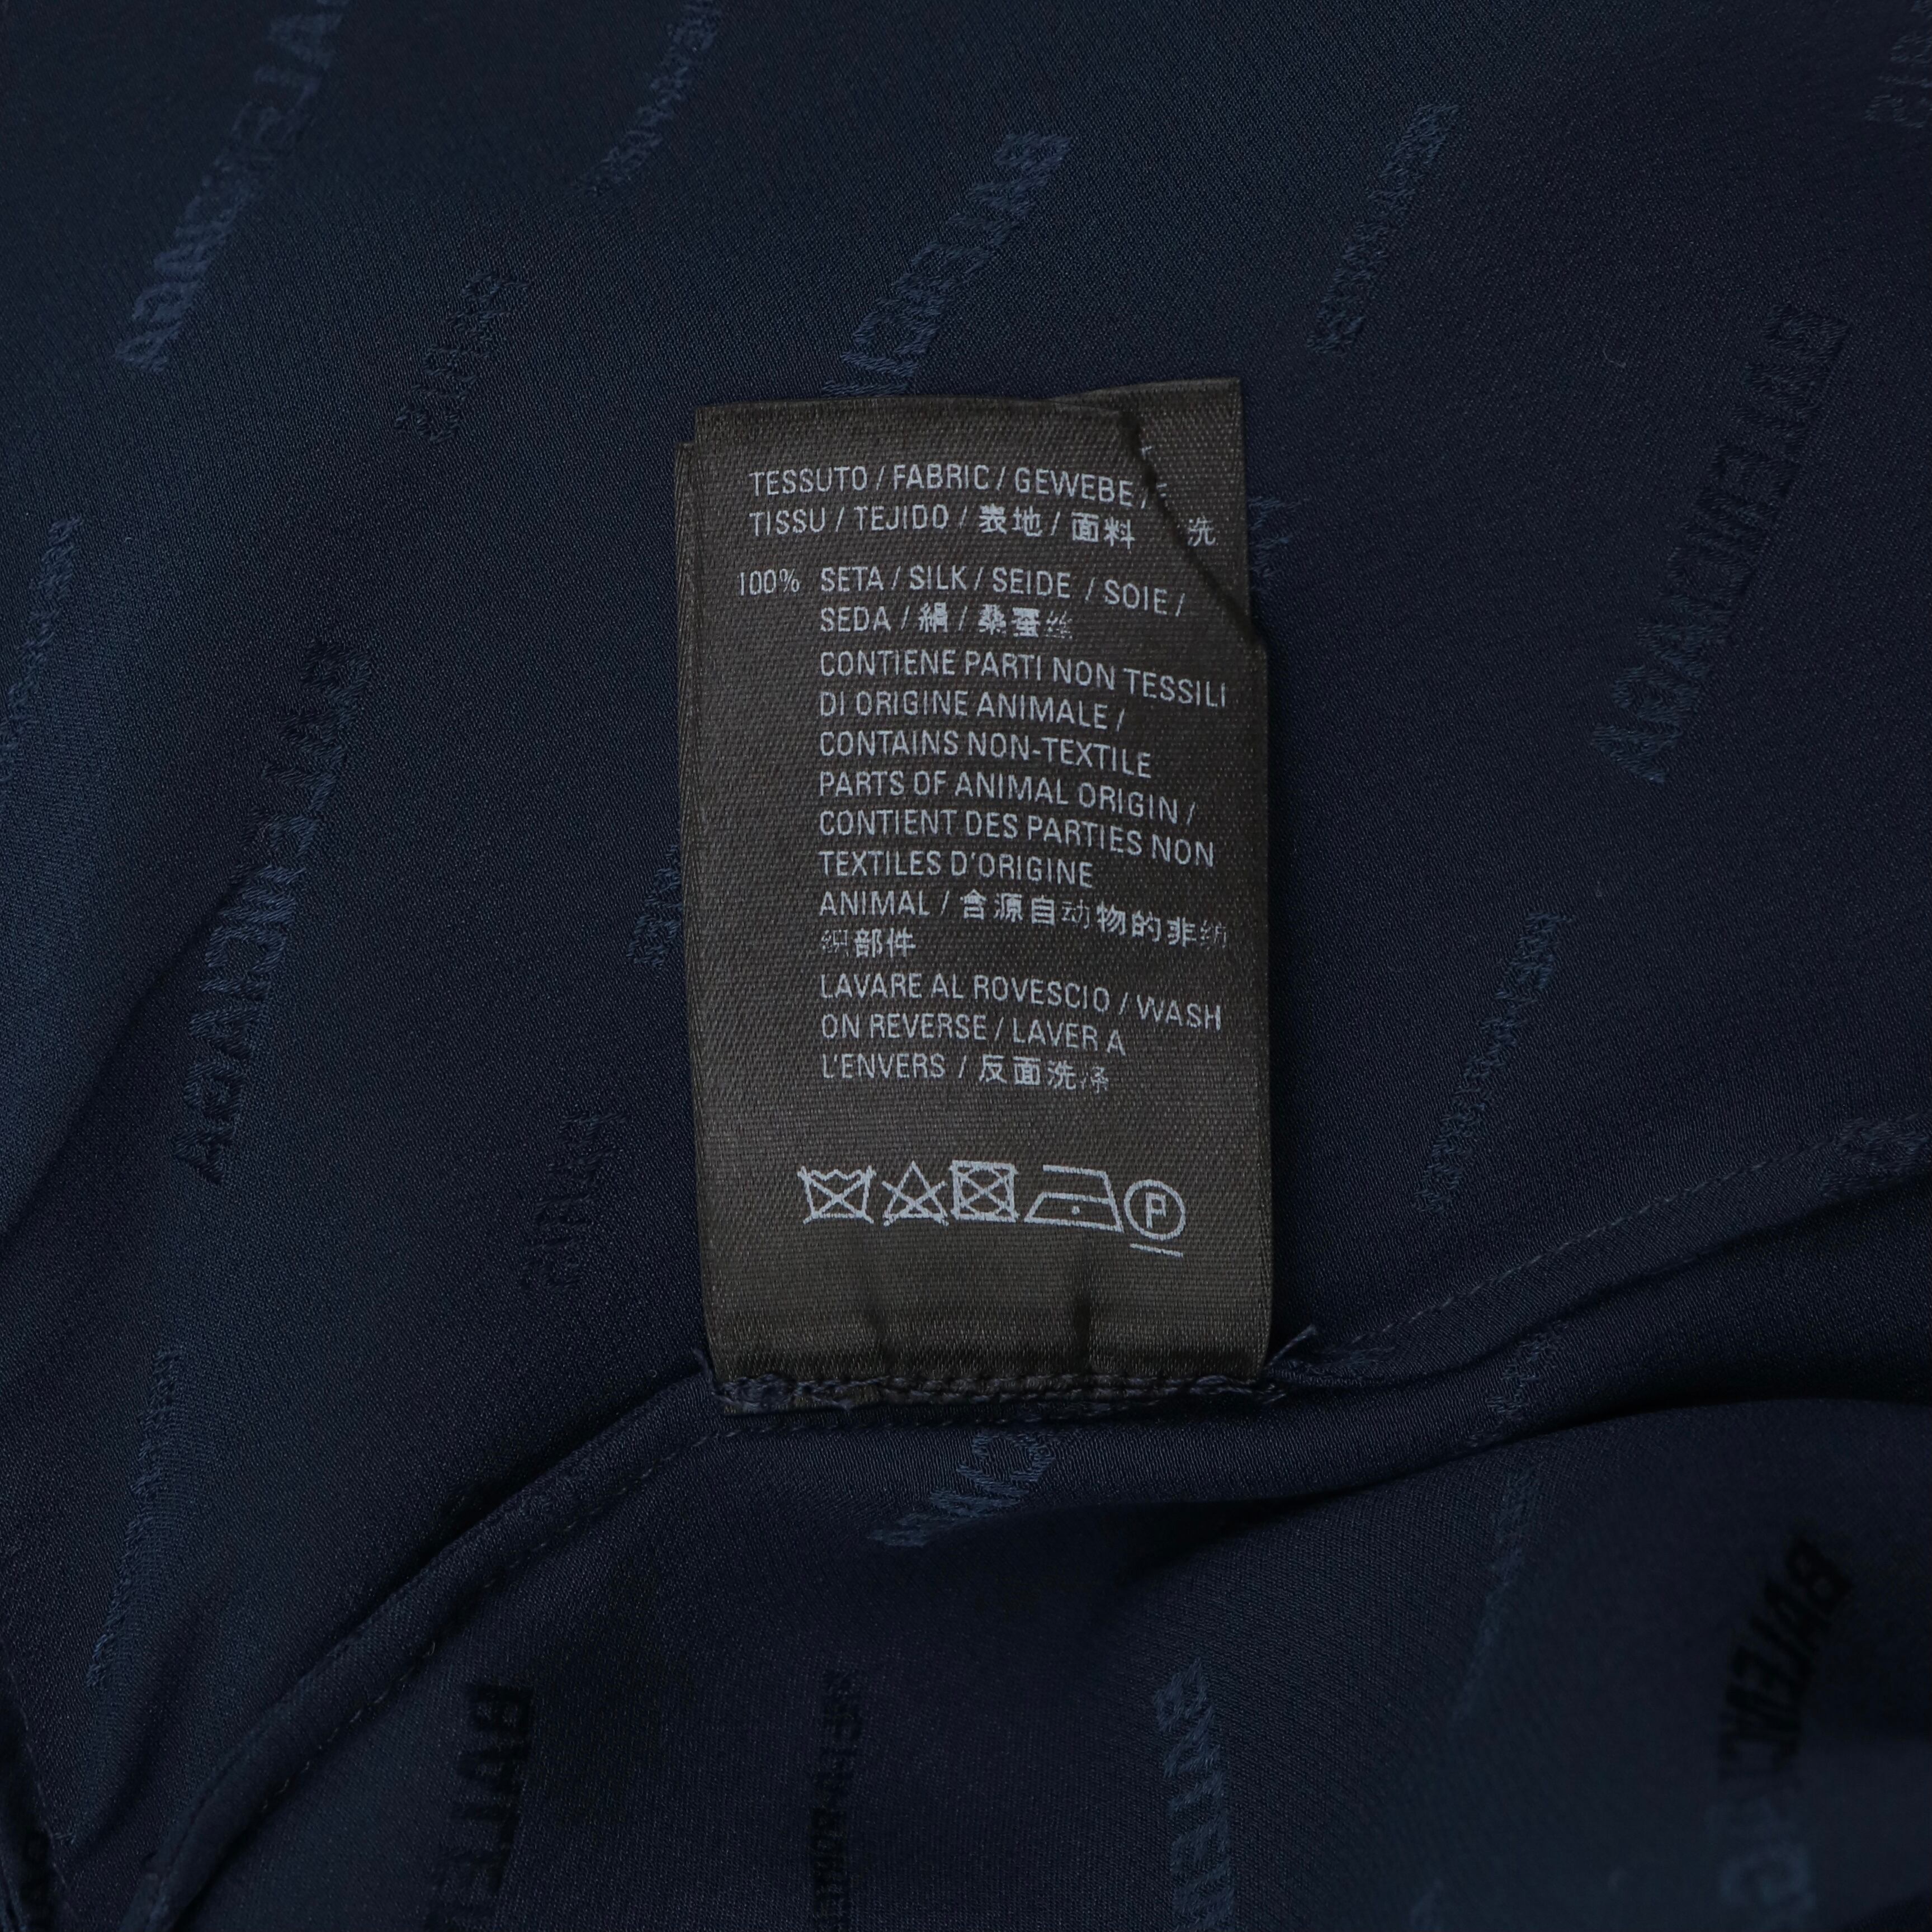 TESSUTO / FABRIC / GEWEBE /
TISSU / TEJIDO / 表地 / 面料
洗
100% SETA / SILK / SEIDE / SOIE /
SEDA / 絹 / 桑蚕丝
CONTIENE PARTI NON TESSILI
DI ORIGINE ANIMALE /
CONTAINS NON-TEXTILE
PARTS OF ANIMAL ORIGIN /
CONTIENT DES PARTIES NON
TEXTILES D'ORIGINE
ANIMAL / 含源自动物的非纺
织部件
LAVARE AL ROVESCIO / WASH
ON REVERSE / LAVER A
L'ENVERS / 反面洗涤
P